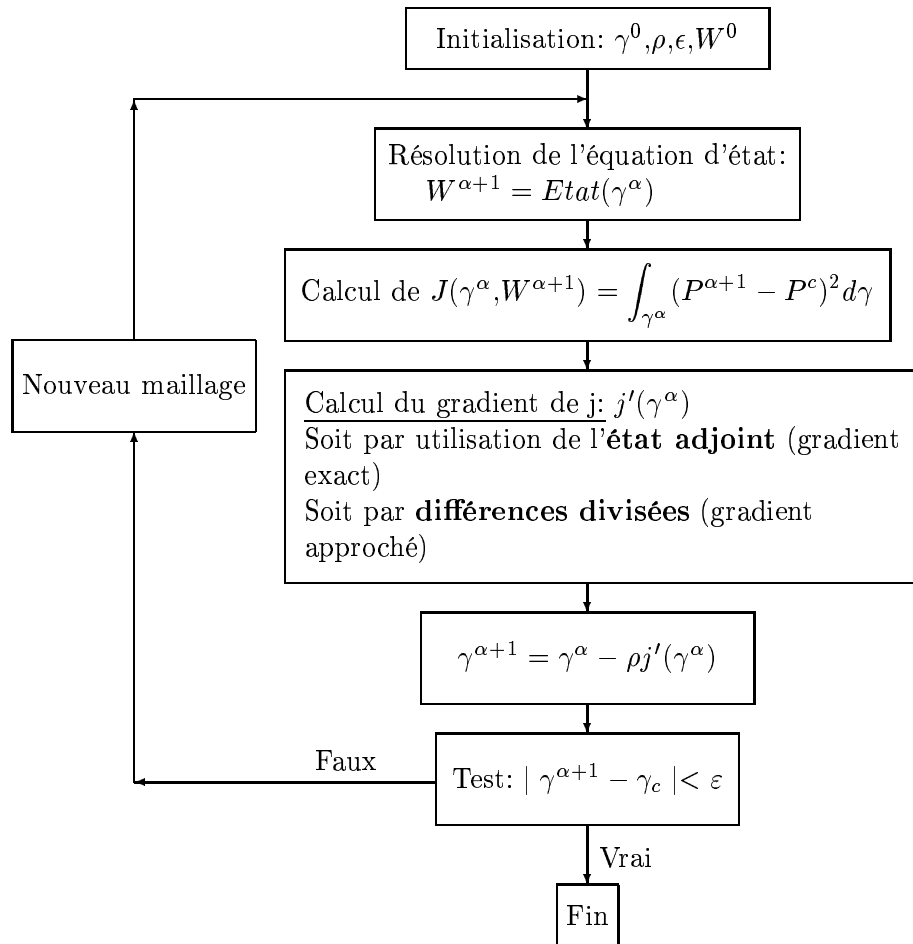 Initialisation: γ⁰,ρ,ϵ,W⁰
Résolution de l'équation d'état:
W^{α+1} = Etat(γ^α)
Calcul de J(γ^α,W^{α+1}) = ∫_{γ^α} (P^{α+1} − P^c)² dγ
Nouveau maillage
Calcul du gradient de j: j′(γ^α)
Soit par utilisation de l'état adjoint (gradient
exact)
Soit par différences divisées (gradient
approché)
γ^{α+1} = γ^α − ρj′(γ^α)
Faux
Test: | γ^{α+1} − γ_c |< ε
Vrai
Fin